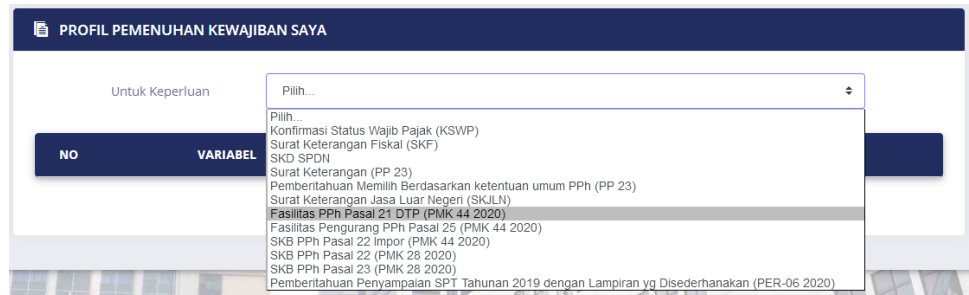 PROFIL PEMENUHAN KEWAJIBAN SAYA
Untuk Keperluan
Pilih...
Pilih...
Konfirmasi Status Wajib Pajak (KSWP)
Surat Keterangan Fiskal (SKF)
SKD SPDN
Surat Keterangan (PP 23)
Pemberitahuan Memilih Berdasarkan ketentuan umum PPh (PP 23)
Surat Keterangan Jasa Luar Negeri (SKJLN)
Fasilitas PPh Pasal 21 DTP (PMK 44 2020)
Fasilitas Pengurang PPh Pasal 25 (PMK 44 2020)
SKB PPh Pasal 22 Impor (PMK 44 2020)
SKB PPh Pasal 22 (PMK 28 2020)
SKB PPh Pasal 23 (PMK 28 2020)
Pemberitahuan Penyampaian SPT Tahunan 2019 dengan Lampiran yg Disederhanakan (PER-06 2020)
NO VARIABEL